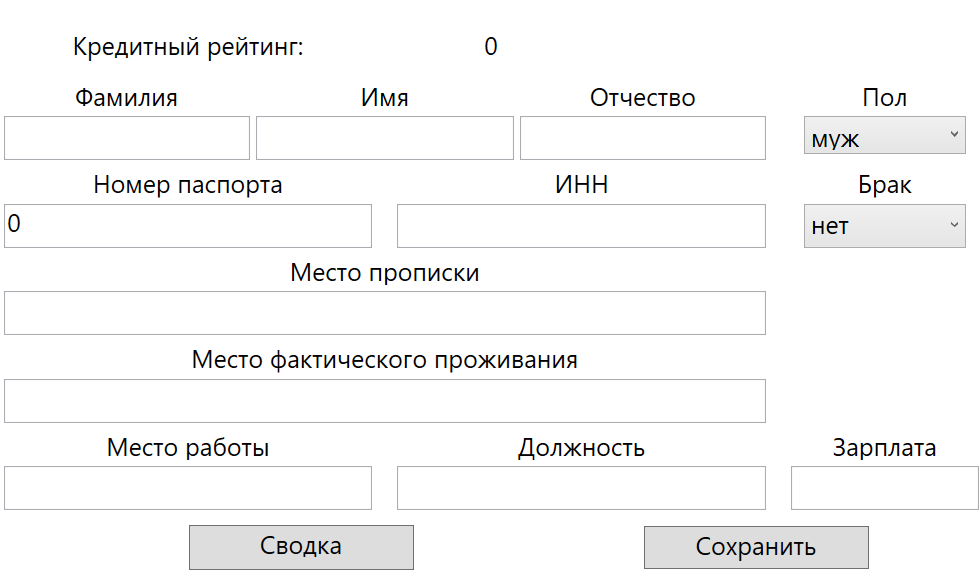 Кредитный рейтинг: 0
Фамилия Имя Отчество Пол
муж
Номер паспорта ИНН Брак
0 нет
Место прописки
Место фактического проживания
Место работы Должность Зарплата
Сводка Сохранить